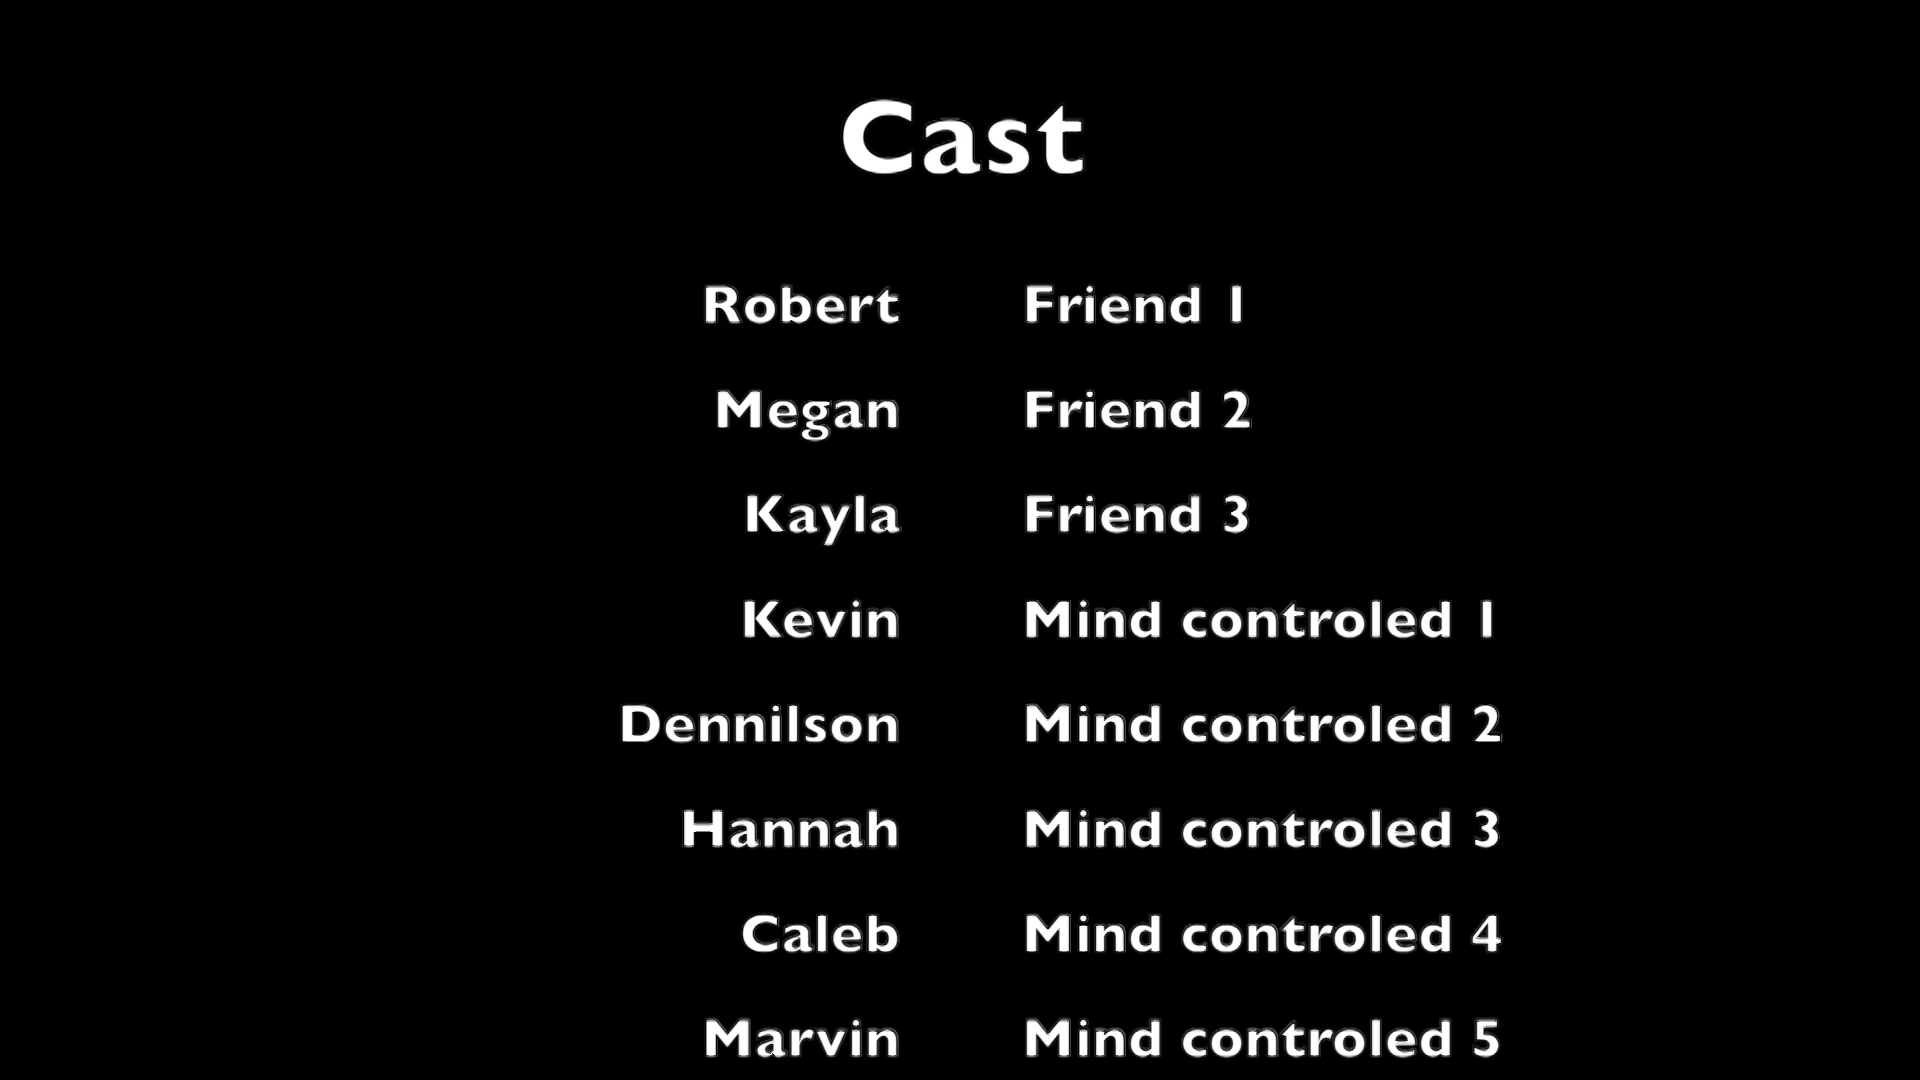 Cast
Robert Friend 1
Megan Friend 2
Kayla Friend 3
Kevin Mind controled 1
Dennilson Mind controled 2
Hannah Mind controled 3
Caleb Mind controled 4
Marvin Mind controled 5